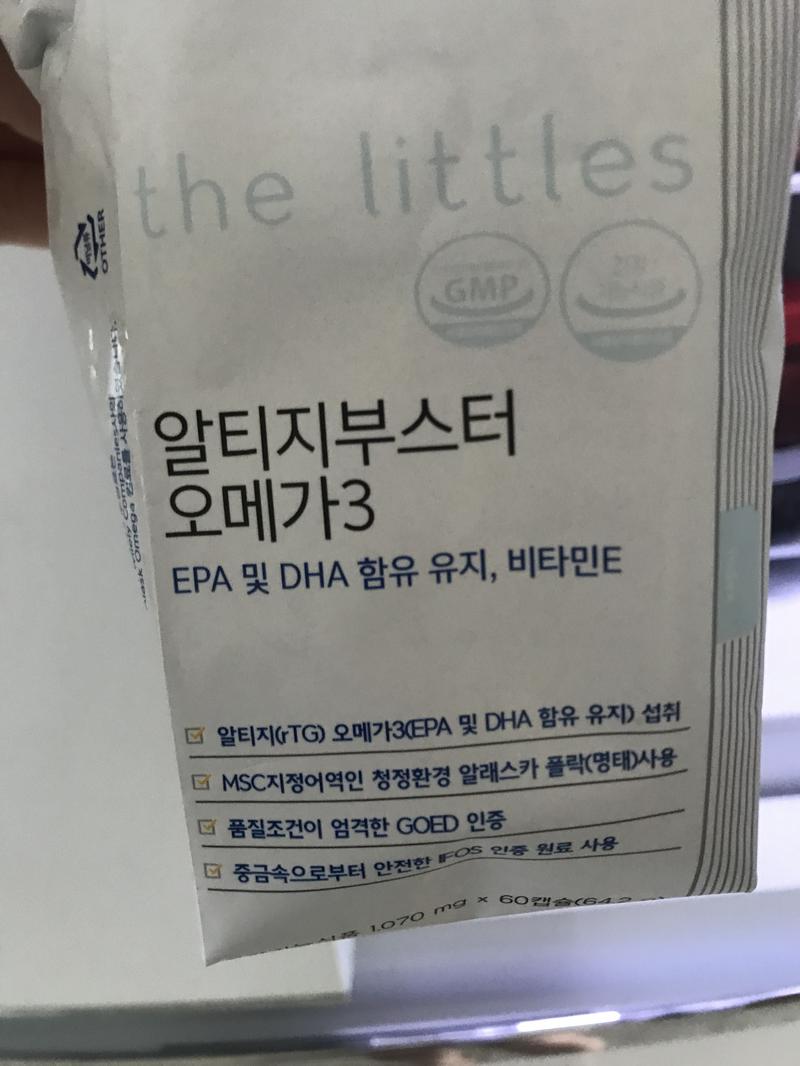 the littles
OTHER
GMP
알티지부스터
오메가3
EPA 및 DHA 함유 유지, 비타민E
알티지(rTG) 오메가3(EPA 및 DHA 함유 유지) 섭취
MSC지정어역인 청정환경 알래스카 폴락(명태)사용
품질조건이 엄격한 GOED 인증
중금속으로부터 안전한 IFOS 인증 원료 사용
1,070 mg x 60캡슐(64.2